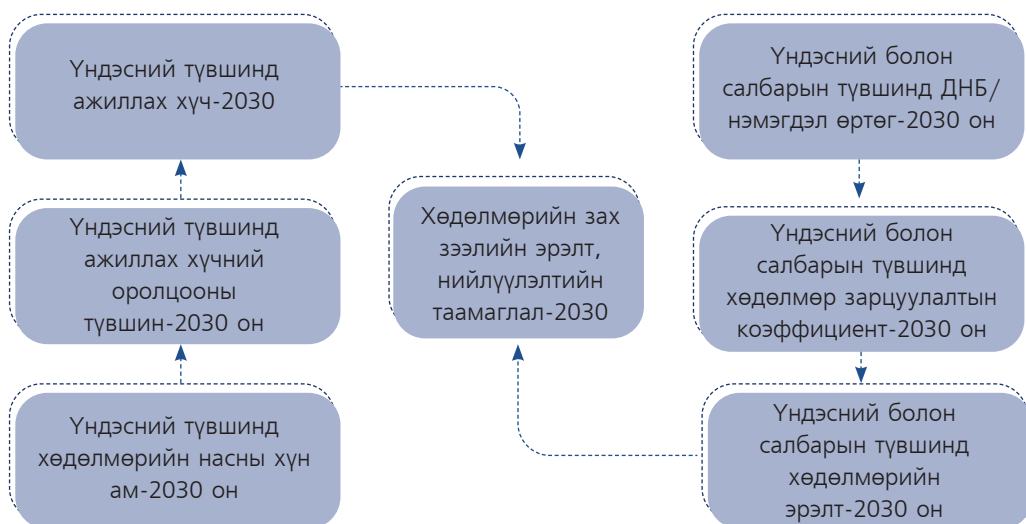 Үндэсний түвшинд
ажиллах хүч-2030
Үндэсний түвшинд
ажиллах хүчний
оролцооны
түвшин-2030 он
Үндэсний түвшинд
хөдөлмөрийн насны хүн
ам-2030 он
Хөдөлмөрийн зах
зээлийн эрэлт,
нийлүүлэлтийн
таамаглал-2030
Үндэсний болон
салбарын түвшинд ДНБ/
нэмэгдэл өртөг-2030 он
Үндэсний болон
салбарын түвшинд
хөдөлмөр зарцуулалтын
коэффициент-2030 он
Үндэсний болон
салбарын түвшинд
хөдөлмөрийн
эрэлт-2030 он